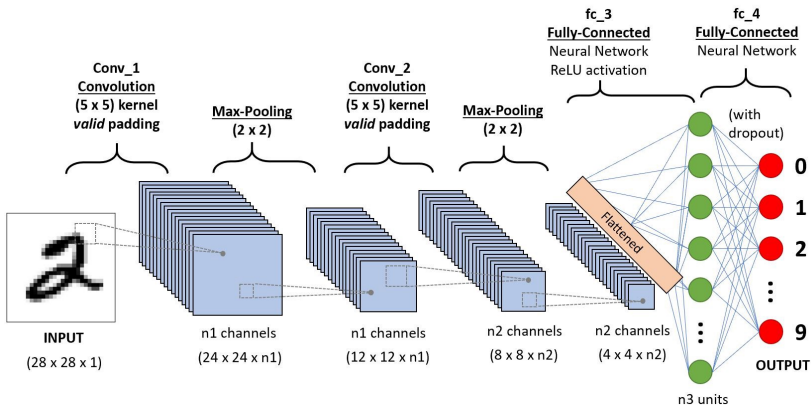 fc_3
Fully-Connected
Neural Network
ReLU activation
fc_4
Fully-Connected
Neural Network
Conv_1
Convolution
(5 x 5) kernel
valid padding
Max-Pooling
(2 x 2)
Conv_2
Convolution
(5 x 5) kernel
valid padding
Max-Pooling
(2 x 2)
(with
dropout)
Flattened
0
1
2
9
INPUT
(28 x 28 x 1)
n1 channels
(24 x 24 x n1)
n1 channels
(12 x 12 x n1)
n2 channels
(8 x 8 x n2)
n2 channels
(4 x 4 x n2)
OUTPUT
n3 units